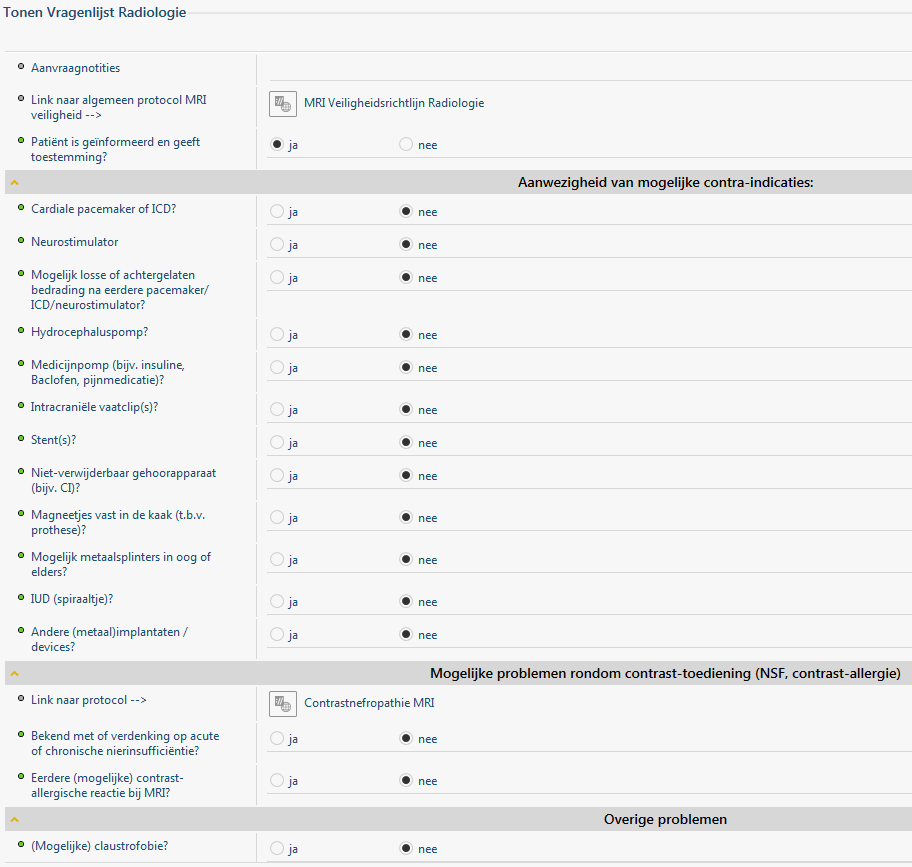 Tonen Vragenlijst Radiologie
Aanvraagnotities
Link naar algemeen protocol MRI
veiligheid -->
MRI Veiligheidsrichtlijn Radiologie
Patiënt is geïnformeerd en geeft
toestemming?
ja nee
Aanwezigheid van mogelijke contra-indicaties:
Cardiale pacemaker of ICD?
ja nee
Neurostimulator
ja nee
Mogelijk losse of achtergelaten
bedrading na eerdere pacemaker/
ICD/neurostimulator?
ja nee
Hydrocephaluspomp?
ja nee
Medicijnpomp (bijv. insuline,
Baclofen, pijnmedicatie)?
ja nee
Intracraniële vaatclip(s)?
ja nee
Stent(s)?
ja nee
Niet-verwijderbaar gehoorapparaat
(bijv. CI)?
ja nee
Magneetjes vast in de kaak (t.b.v.
prothese)?
ja nee
Mogelijk metaalsplinters in oog of
elders?
ja nee
IUD (spiraaltje)?
ja nee
Andere (metaal)implantaten /
devices?
ja nee
Mogelijke problemen rondom contrast-toediening (NSF, contrast-allergie)
Link naar protocol -->
Contrastnefropathie MRI
Bekend met of verdenking op acute
of chronische nierinsufficiëntie?
ja nee
Eerdere (mogelijke) contrast-
allergische reactie bij MRI?
ja nee
Overige problemen
(Mogelijke) claustrofobie?
ja nee